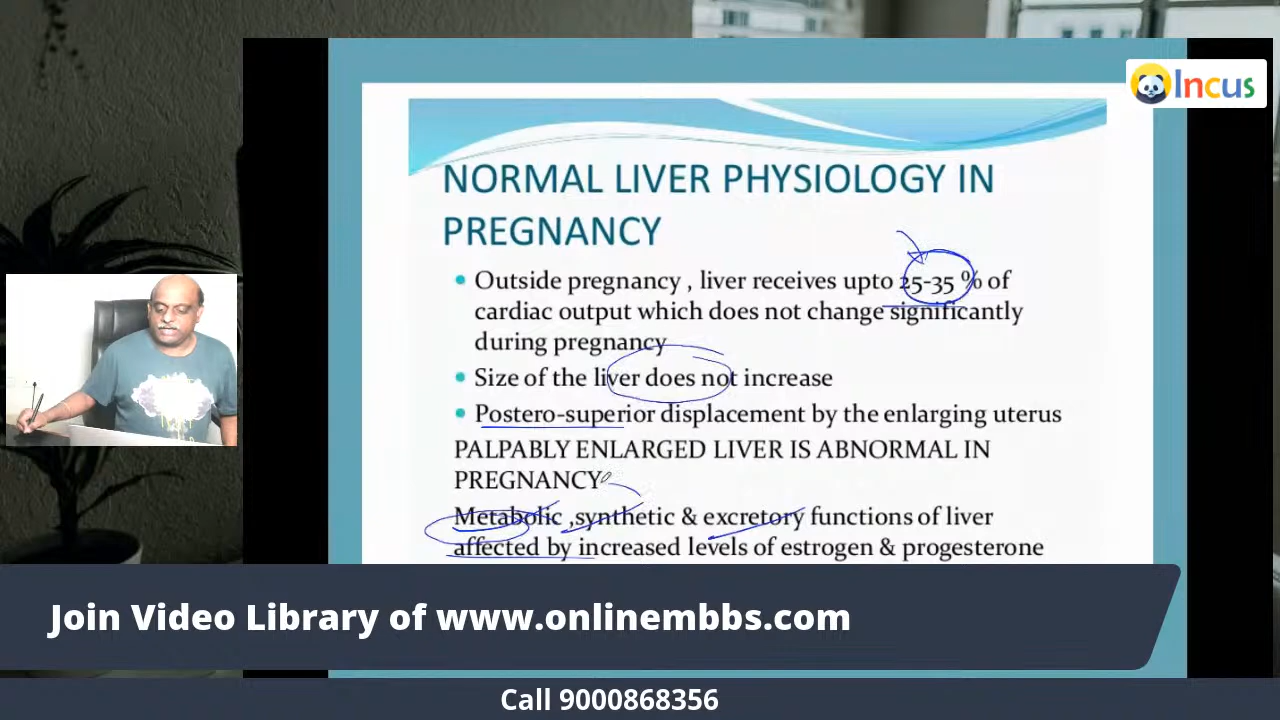 Incus
NORMAL LIVER PHYSIOLOGY IN
PREGNANCY
• Outside pregnancy , liver receives upto 25-35 % of
cardiac output which does not change significantly
during pregnancy
• Size of the liver does not increase
• Postero-superior displacement by the enlarging uterus
PALPABLY ENLARGED LIVER IS ABNORMAL IN
PREGNANCY
Metabolic ,synthetic & excretory functions of liver
affected by increased levels of estrogen & progesterone
Join Video Library of www.onlinembbs.com
Call 9000868356